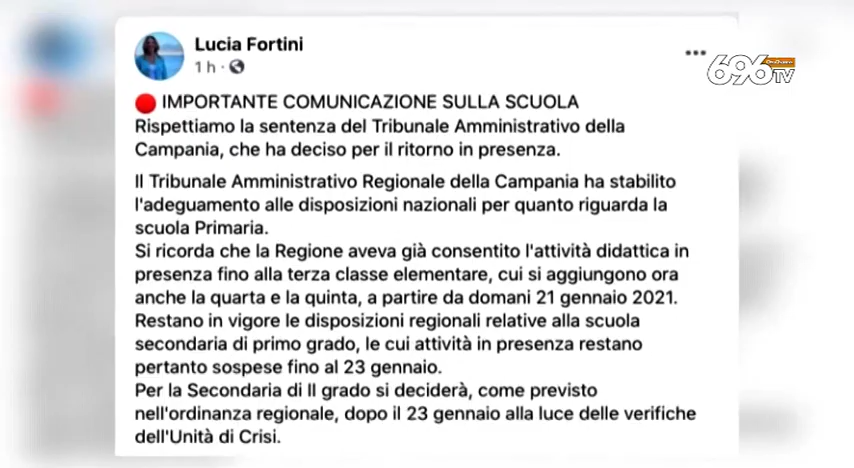 Lucia Fortini
1 h ·
696 TV
IMPORTANTE COMUNICAZIONE SULLA SCUOLA
Rispettiamo la sentenza del Tribunale Amministrativo della
Campania, che ha deciso per il ritorno in presenza.
Il Tribunale Amministrativo Regionale della Campania ha stabilito
l'adeguamento alle disposizioni nazionali per quanto riguarda la
scuola Primaria.
Si ricorda che la Regione aveva già consentito l'attività didattica in
presenza fino alla terza classe elementare, cui si aggiungono ora
anche la quarta e la quinta, a partire da domani 21 gennaio 2021.
Restano in vigore le disposizioni regionali relative alla scuola
secondaria di primo grado, le cui attività in presenza restano
pertanto sospese fino al 23 gennaio.
Per la Secondaria di II grado si deciderà, come previsto
nell'ordinanza regionale, dopo il 23 gennaio alla luce delle verifiche
dell'Unità di Crisi.